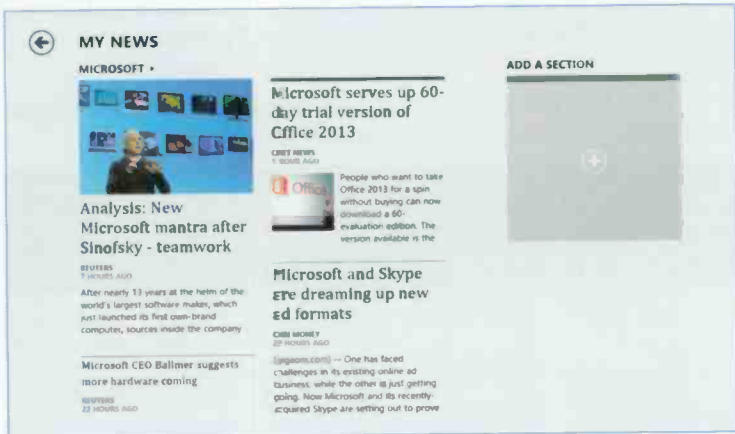 MY NEWS
MICROSOFT
Analysis: New
Microsoft mantra after
Sinofsky - teamwork
REUTERS
7 HOURS AGO
After nearly 13 years at the helm of the
world's largest software maker, which
just launched its first own-brand
computer, sources inside the company
Microsoft CEO Ballmer suggests
more hardware coming
REUTERS
22 HOURS AGO
Microsoft serves up 60-
day trial version of
Office 2013
CNET NEWS
1 HOUR AGO
Office
People who want to take
Office 2013 for a spin
without buying can now
download a 60-
evaluation edition. The
version available is the
Microsoft and Skype
are dreaming up new
ad formats
CNN MONEY
22 HOURS AGO
(gigaom.com) -- One has faced
challenges in its existing online ad
business, while the other is just getting
going. Now Microsoft and its recently-
acquired Skype are setting out to prove
ADD A SECTION